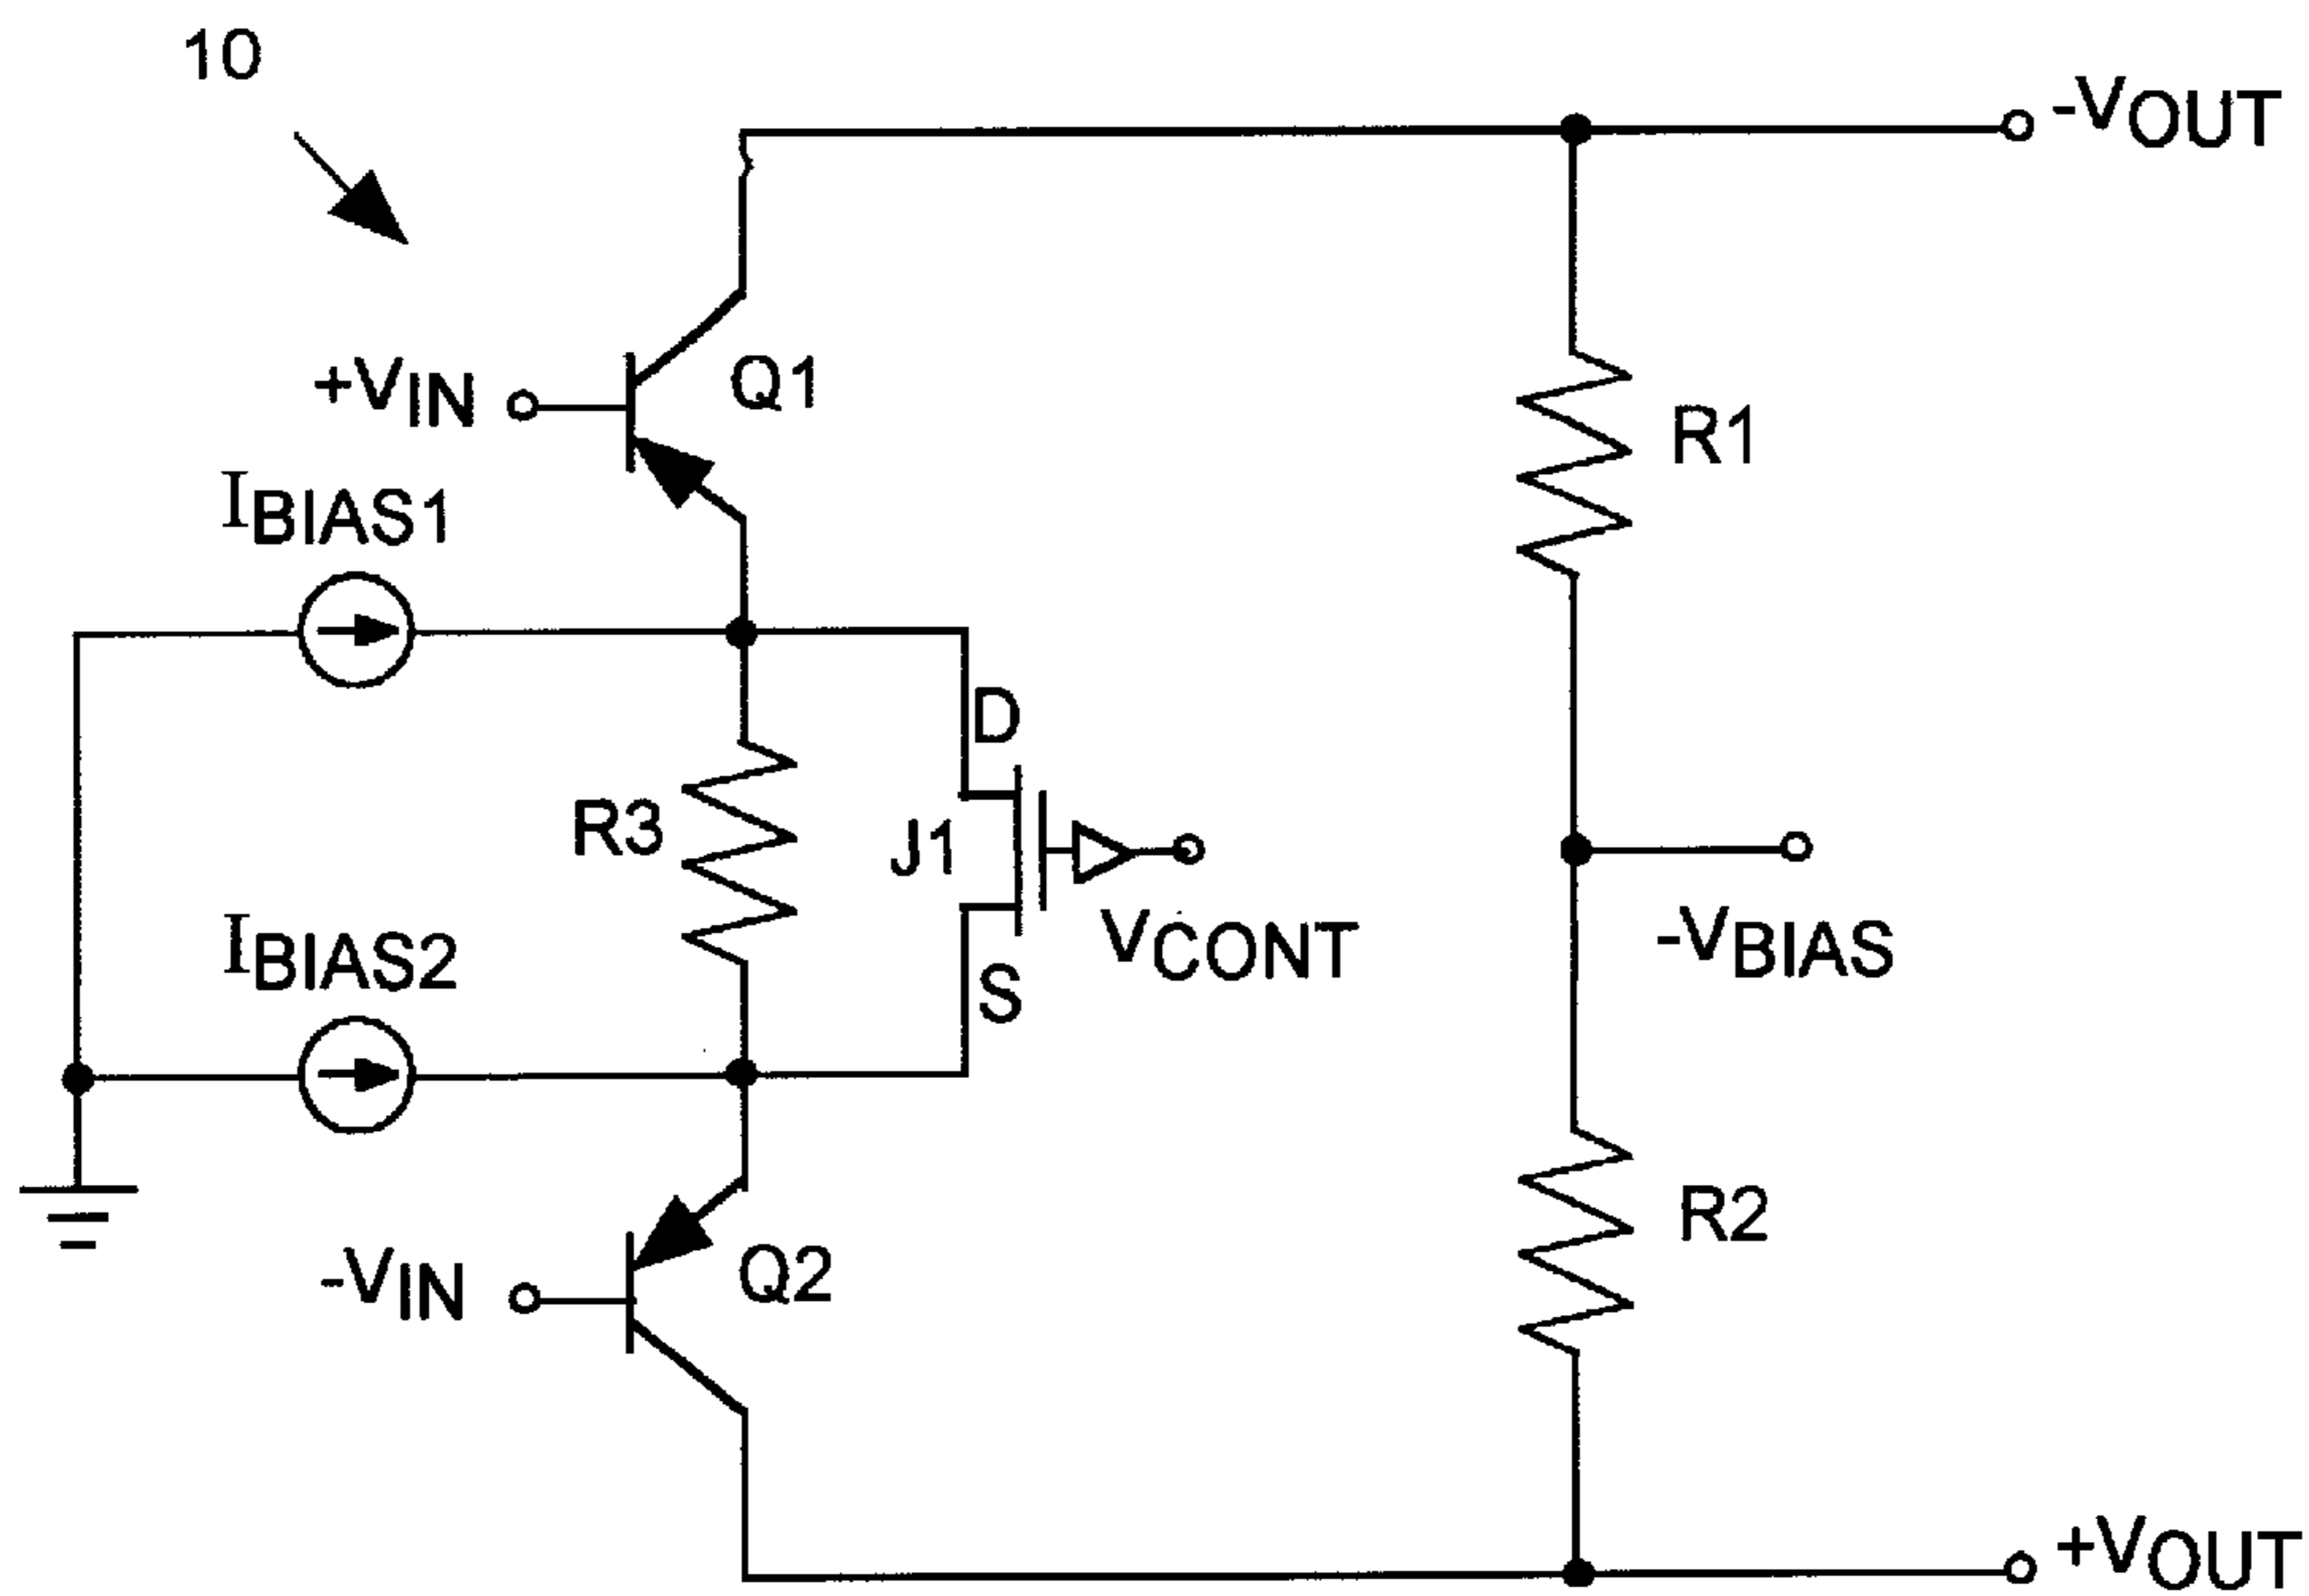 10
-VOUT
+VIN
Q1
R1
IBIAS1
D
R3
J1
VCONT
-VBIAS
IBIAS2
S
R2
-VIN
Q2
+VOUT